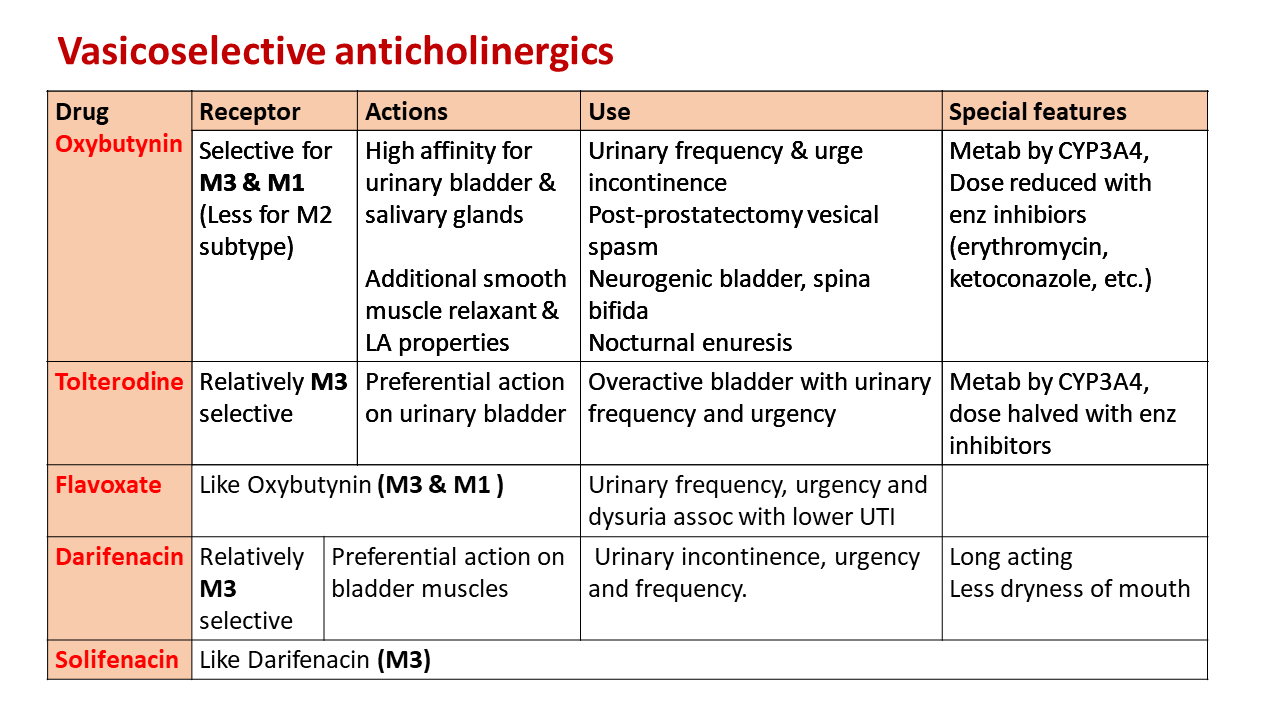 Vasicoselective anticholinergics
Drug
Receptor
Actions
Use
Special features
Oxybutynin
Selective for
M3 & M1
(Less for M2
subtype)
High affinity for
urinary bladder &
salivary glands
Additional smooth
muscle relaxant &
LA properties
Urinary frequency & urge
incontinence
Post-prostatectomy vesical
spasm
Neurogenic bladder, spina
bifida
Nocturnal enuresis
Metab by CYP3A4,
Dose reduced with
enz inhibiors
(erythromycin,
ketoconazole, etc.)
Tolterodine
Relatively M3
selective
Preferential action
on urinary bladder
Overactive bladder with urinary
frequency and urgency
Metab by CYP3A4,
dose halved with enz
inhibitors
Flavoxate
Like Oxybutynin (M3 & M1 )
Urinary frequency, urgency and
dysuria assoc with lower UTI
Darifenacin
Relatively
M3
selective
Preferential action on
bladder muscles
Urinary incontinence, urgency
and frequency.
Long acting
Less dryness of mouth
Solifenacin
Like Darifenacin (M3)